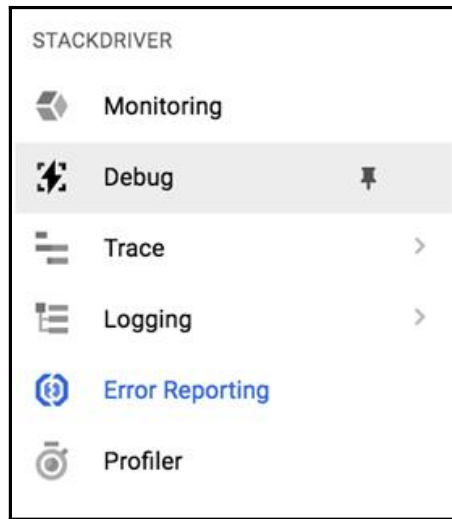 STACKDRIVER
Monitoring
Debug
Trace
Logging
Error Reporting
Profiler